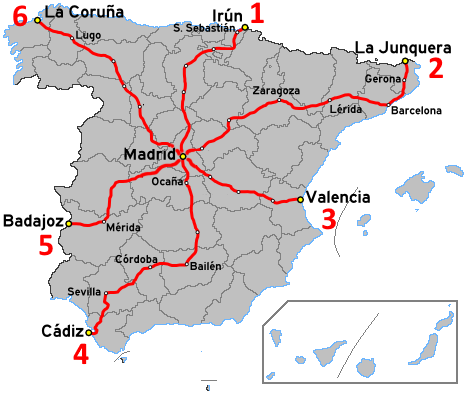 6 La Coruña
Lugo
Irún 1
S. Sebastián
La Junquera
2
Gerona
Zaragoza
Lérida
Barcelona
Madrid
Ocaña
Valencia
3
Badajoz
5
Mérida
Córdoba
Bailén
Sevilla
Cádiz
4